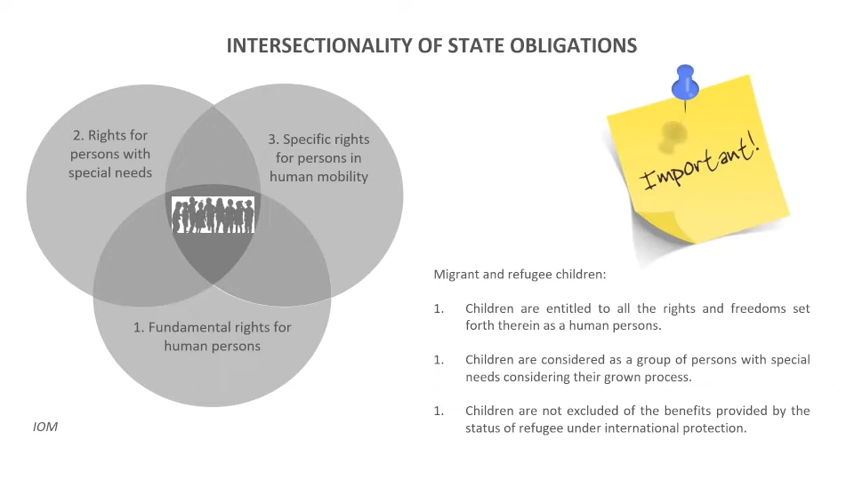 INTERSECTIONALITY OF STATE OBLIGATIONS
2. Rights for
persons with
special needs
3. Specific rights
for persons in
human mobility
1. Fundamental rights for
human persons
IOM
Important!
Migrant and refugee children:
1. Children are entitled to all the rights and freedoms set
forth therein as a human persons.
1. Children are considered as a group of persons with special
needs considering their grown process.
1. Children are not excluded of the benefits provided by the
status of refugee under international protection.